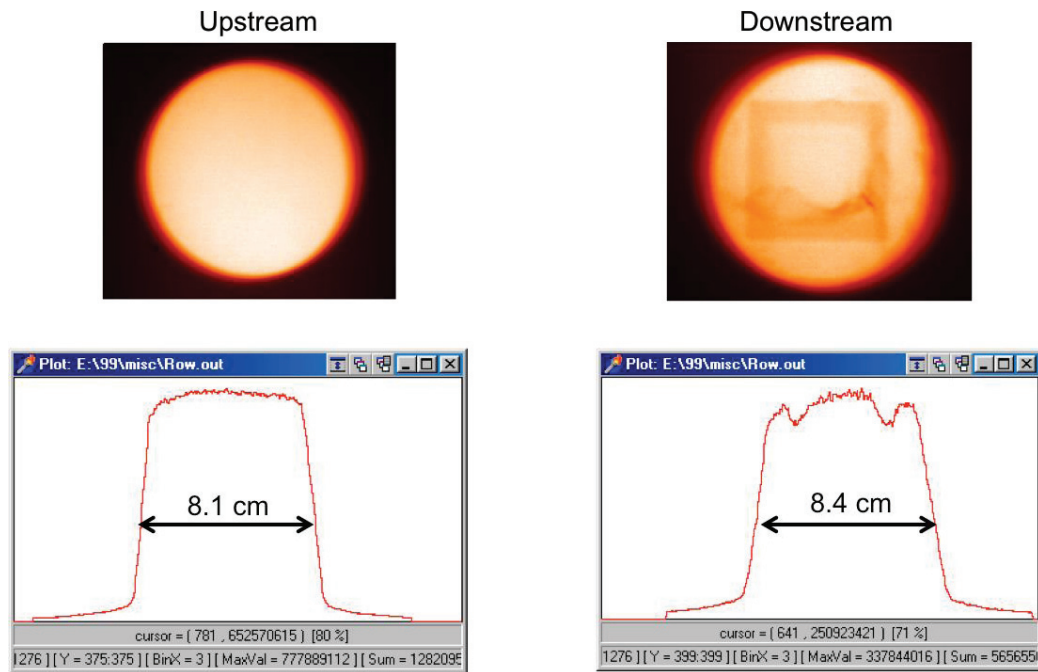 Upstream
Downstream
Plot: E:\99\misc\Row.out
8.1 cm
cursor = ( 781 , 652570615 ) [80 %]
1276 ] [ Y = 375:375 ] [ BinX = 3 ] [ MaxVal = 777889112 ] [ Sum = 1282095
Plot: E:\99\misc\Row.out
8.4 cm
cursor = ( 641 , 250923421 ) [71 %]
1276 ] [ Y = 399:399 ] [ BinX = 3 ] [ MaxVal = 337844016 ] [ Sum = 5656556